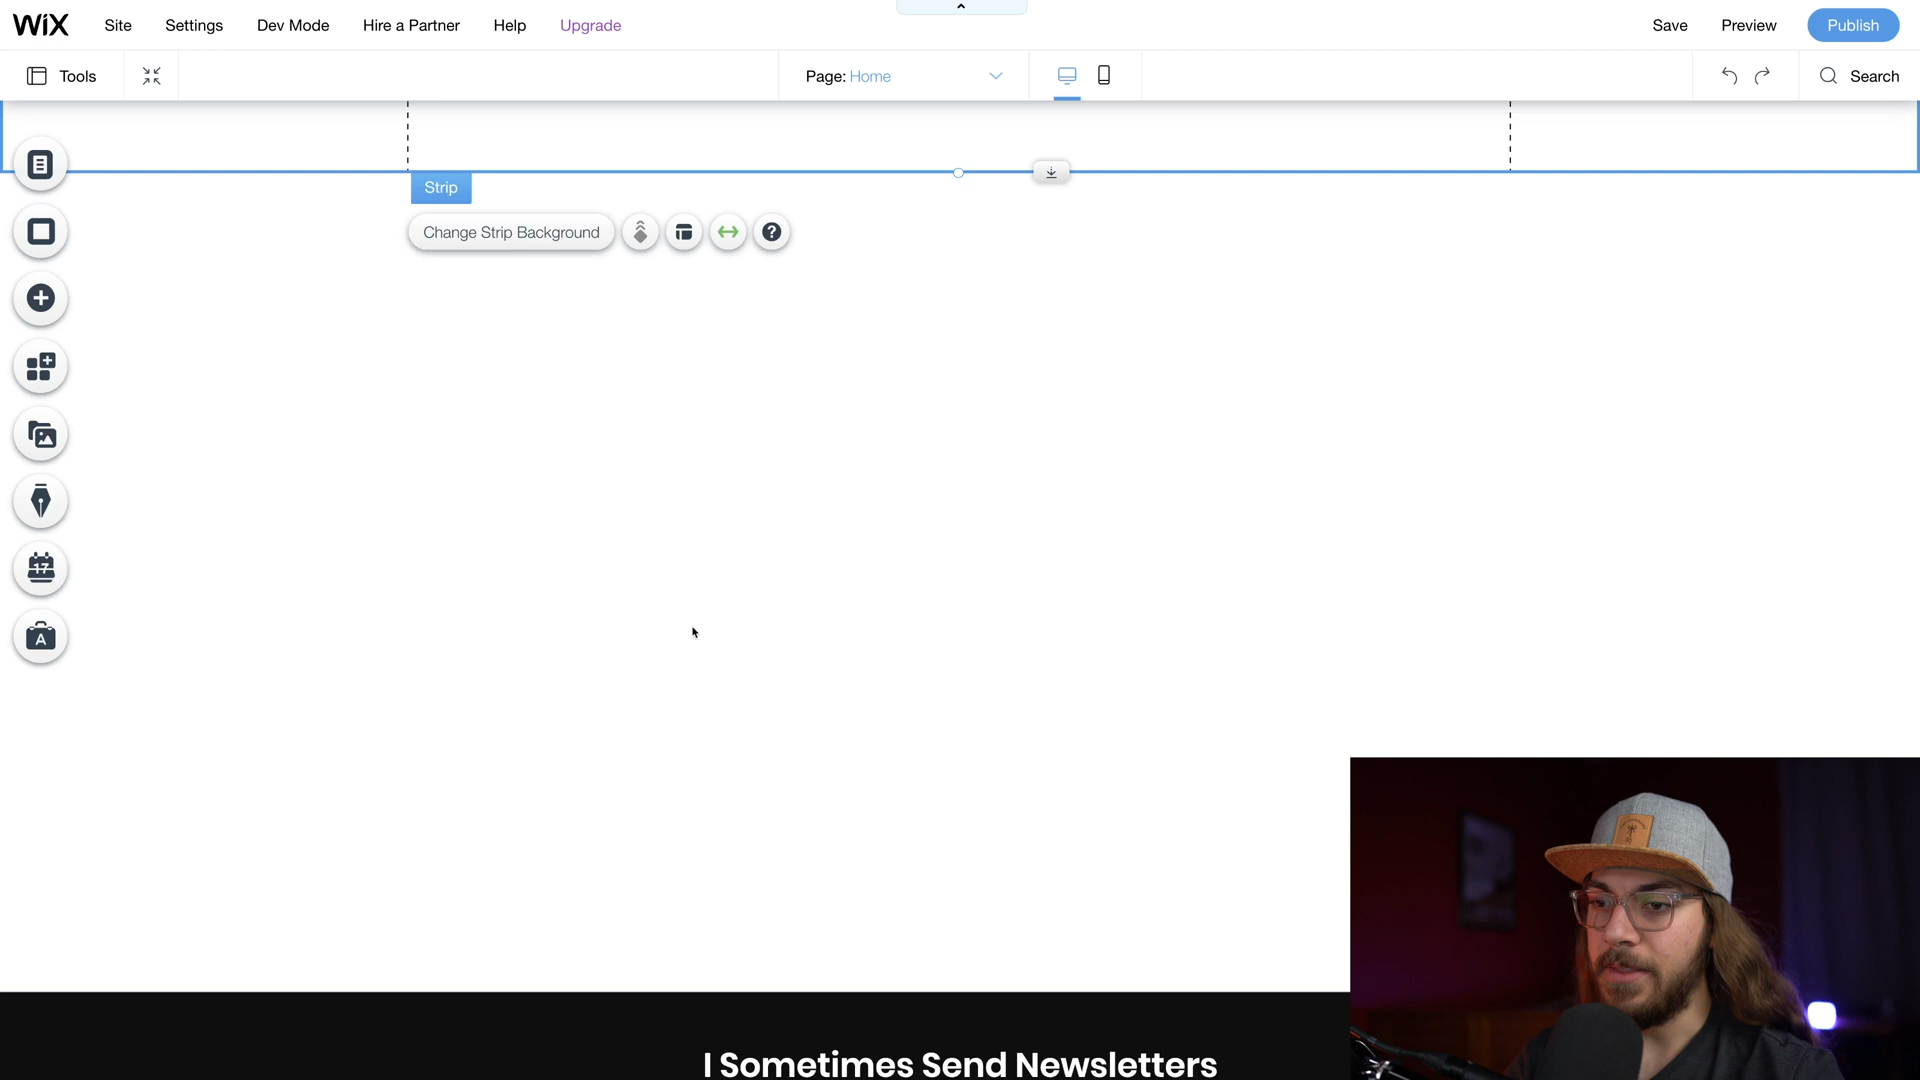 WiX Site Settings Dev Mode Hire a Partner Help Upgrade Save Preview Publish
Tools Page: Home Search
Strip
Change Strip Background ?
17
A
I Sometimes Send Newsletters